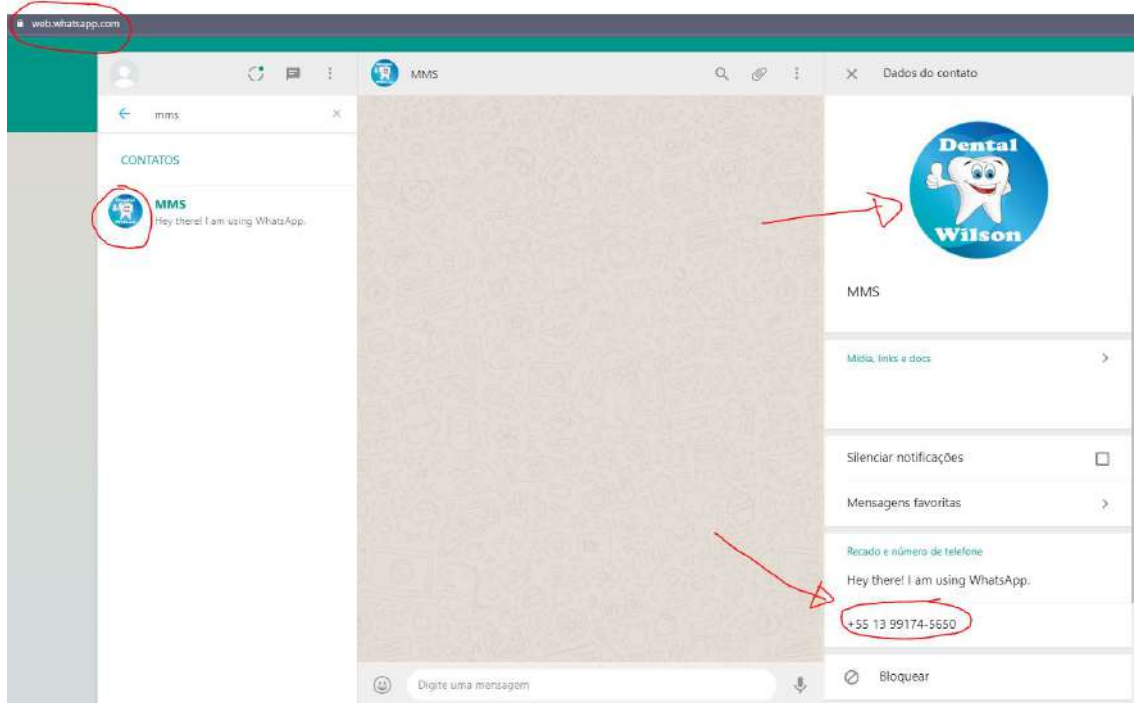 web.whatsapp.com
MMS
Dados do contato
mms
CONTATOS
MMS
Hey there! I am using WhatsApp.
Dental
Wilson
MMS
Mídia, links e docs
Silenciar notificações
Mensagens favoritas
Recado e número de telefone
Hey there! I am using WhatsApp.
+55 13 99174-5650
Bloquear
Digite uma mensagem